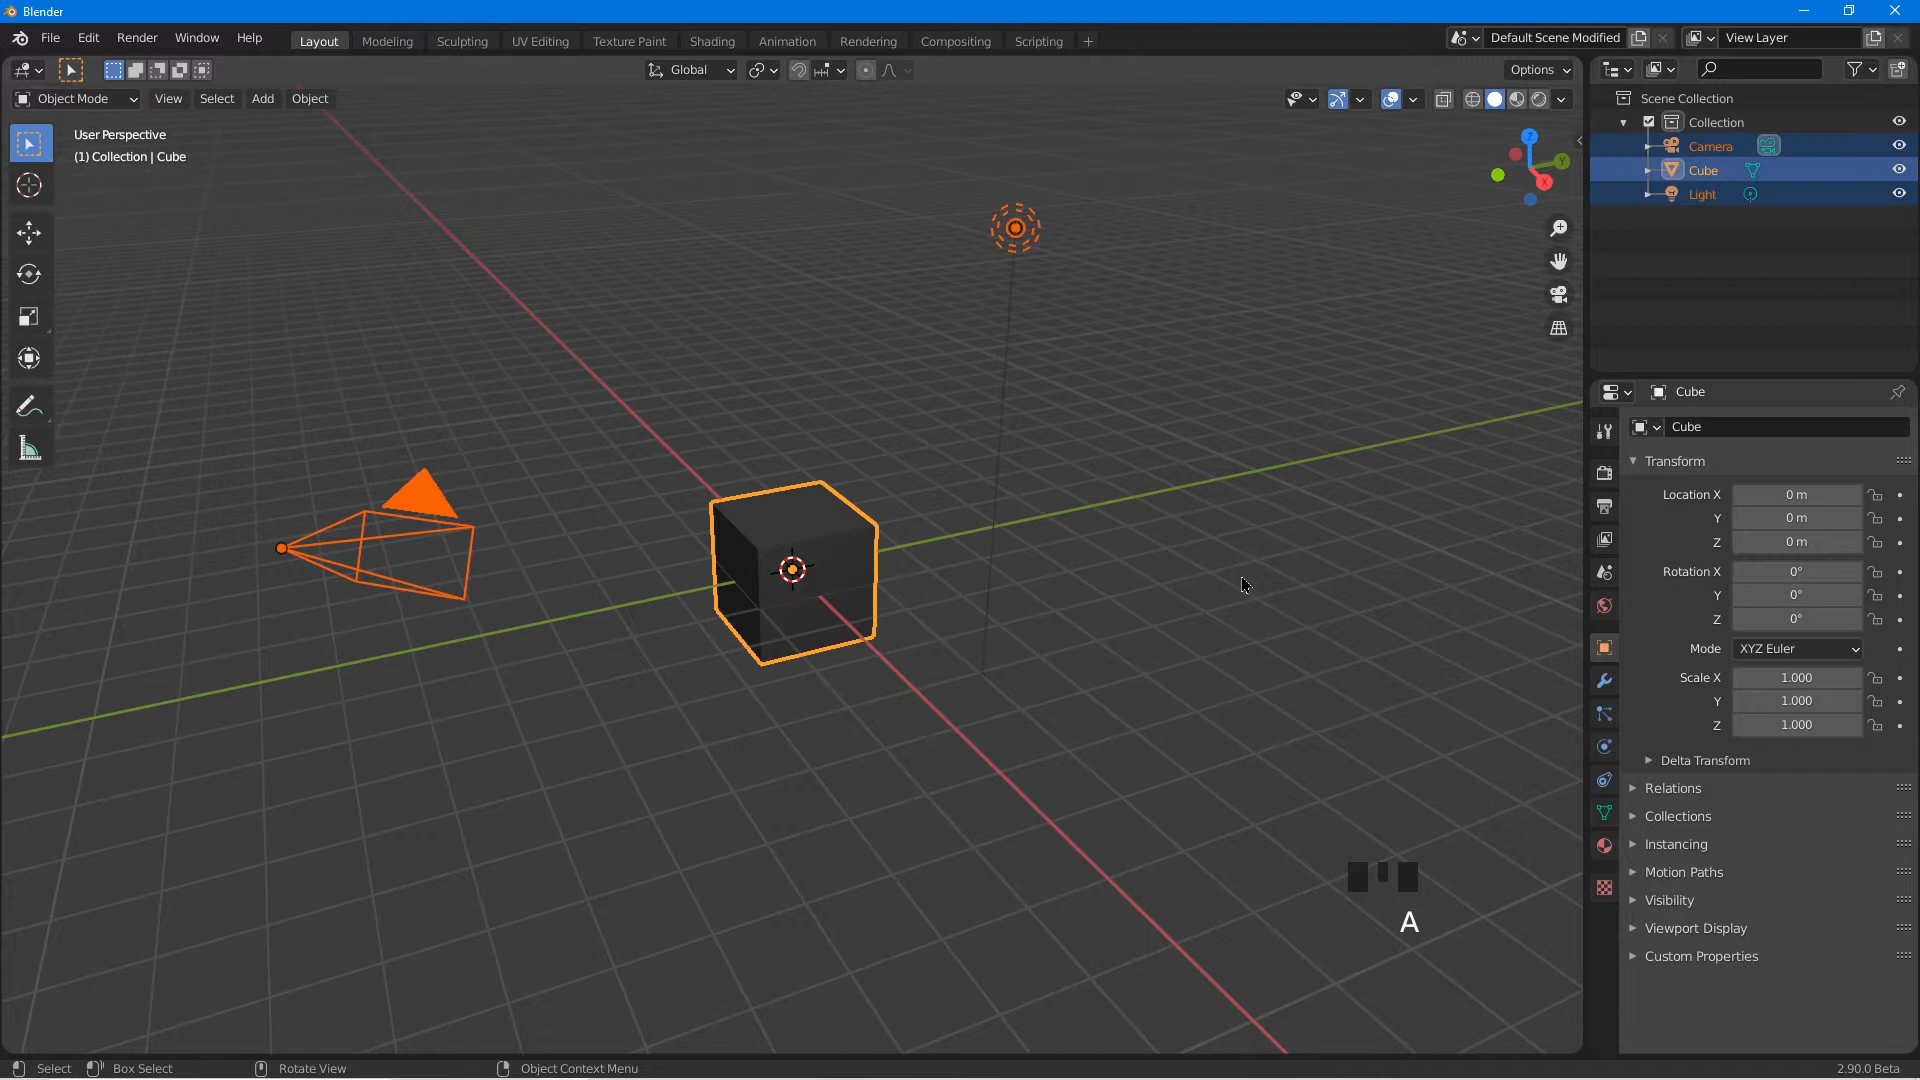 Blender
File Edit Render Window Help
Layout Modeling Sculpting UV Editing Texture Paint Shading Animation Rendering Compositing Scripting +
Default Scene Modified
View Layer
Global
Options
Object Mode View Select Add Object
User Perspective
(1) Collection | Cube
Z
Y
X
Scene Collection
Collection
Camera
Cube
Light
Cube
Cube
Transform
Location X 0 m
Y 0 m
Z 0 m
Rotation X 0°
Y 0°
Z 0°
Mode XYZ Euler
Scale X 1.000
Y 1.000
Z 1.000
Delta Transform
Relations
Collections
Instancing
Motion Paths
Visibility
Viewport Display
Custom Properties
A
Select Box Select Rotate View Object Context Menu 2.90.0 Beta